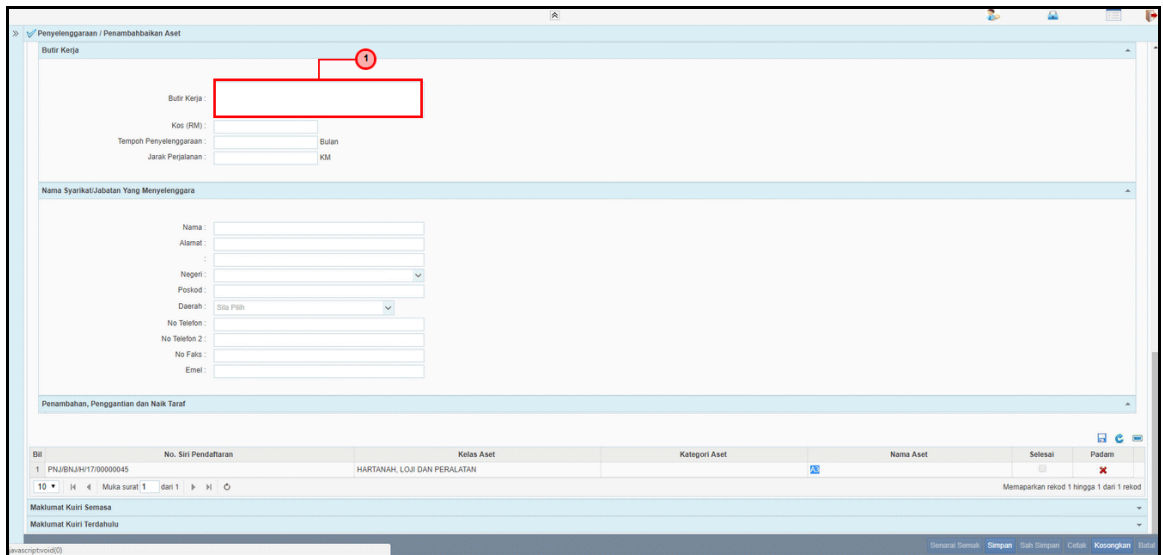 Penyelenggaraan / Penambahbaikan Aset
Butir Kerja
1
Butir Kerja :
Kos (RM) :
Tempoh Penyelenggaraan : Bulan
Jarak Perjalanan : KM
Nama Syarikat/Jabatan Yang Menyelenggara
Nama :
Alamat :
:
Negeri :
Poskod :
Daerah : Sila Pilih
No Telefon :
No Telefon 2 :
No Faks :
Emel :
Penambahan, Penggantian dan Naik Taraf
Bil No. Siri Pendaftaran Kelas Aset Kategori Aset Nama Aset Selesai Padam
1 PNJ/BNJ/H/17/00000045 HARTANAH, LOJI DAN PERALATAN A3
10 Muka surat 1 dari 1 Memaparkan rekod 1 hingga 1 dari 1 rekod
Maklumat Kuiri Semasa
Maklumat Kuiri Terdahulu
javascript:void(0) Senarai Semak Simpan Sah Simpan Cetak Kosongkan Batal